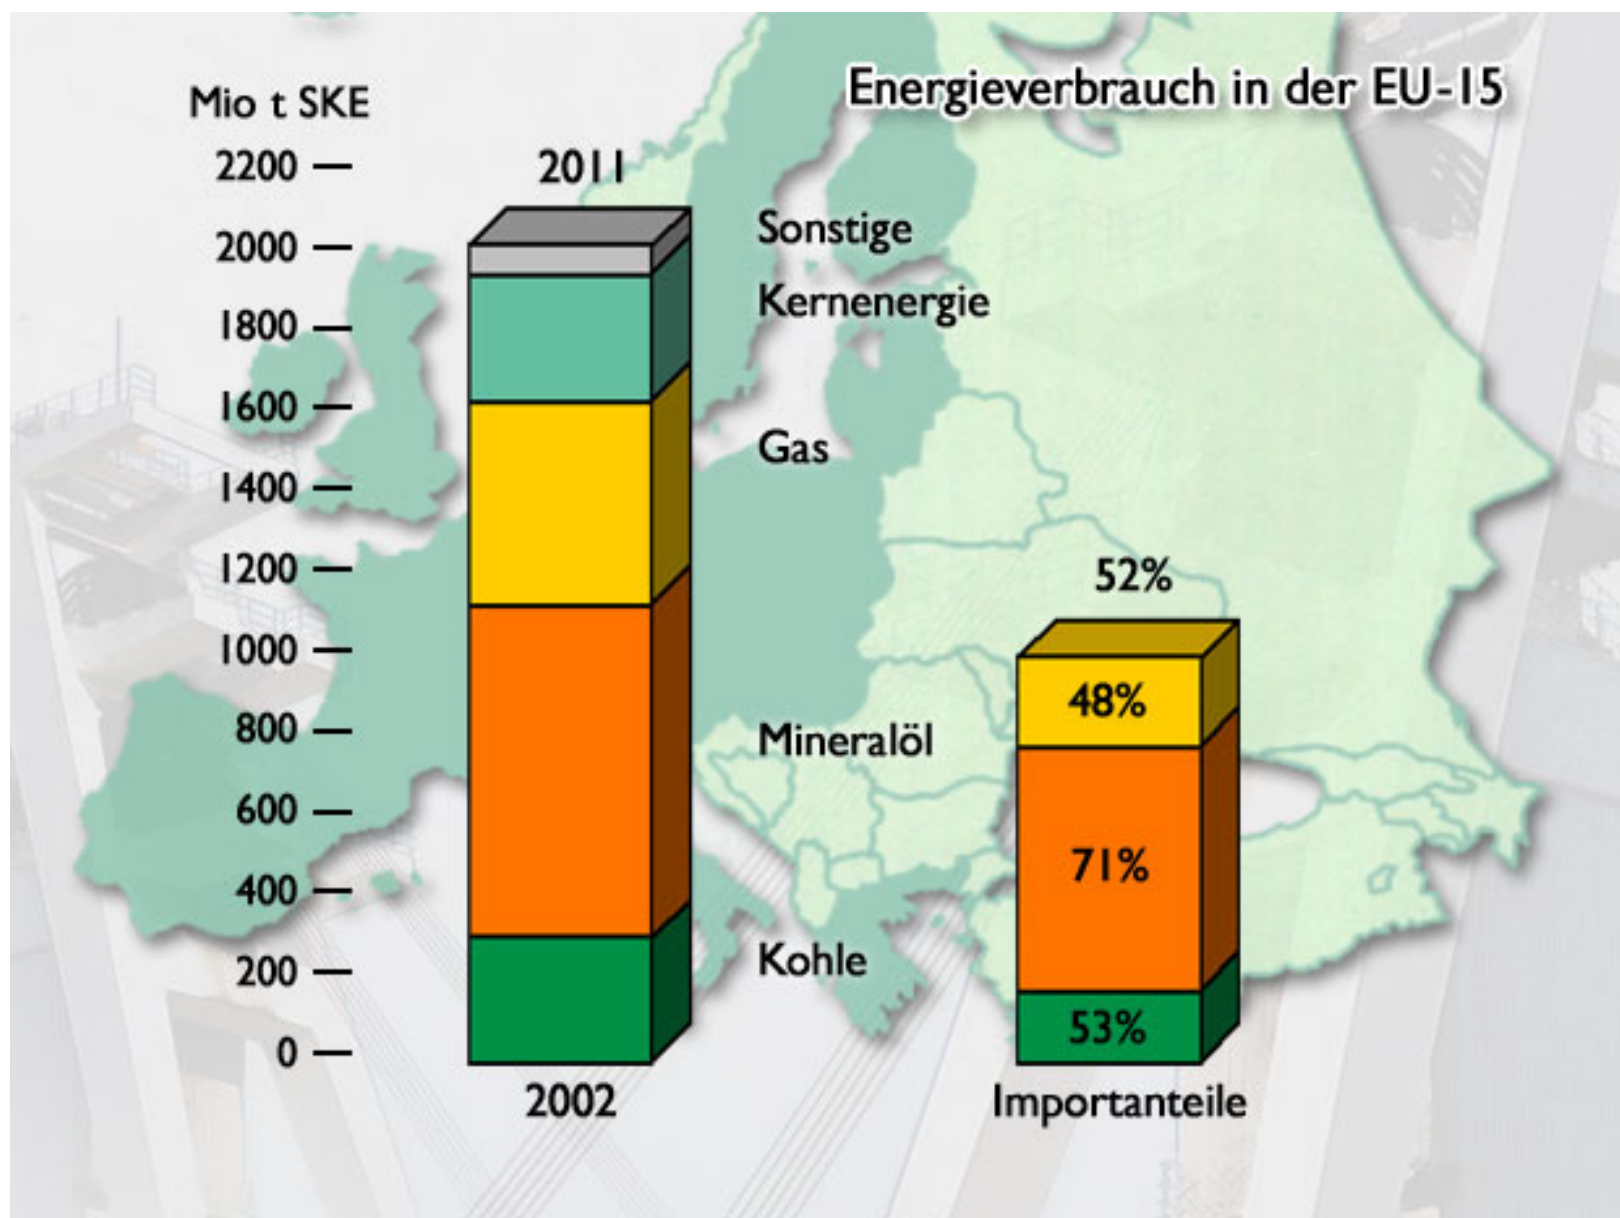 Energieverbrauch in der EU-15
Mio t SKE
2200
2000
1800
1600
1400
1200
1000
800
600
400
200
0
2011
Sonstige
Kernenergie
Gas
Mineralöl
Kohle
2002
52%
48%
71%
53%
Importanteile